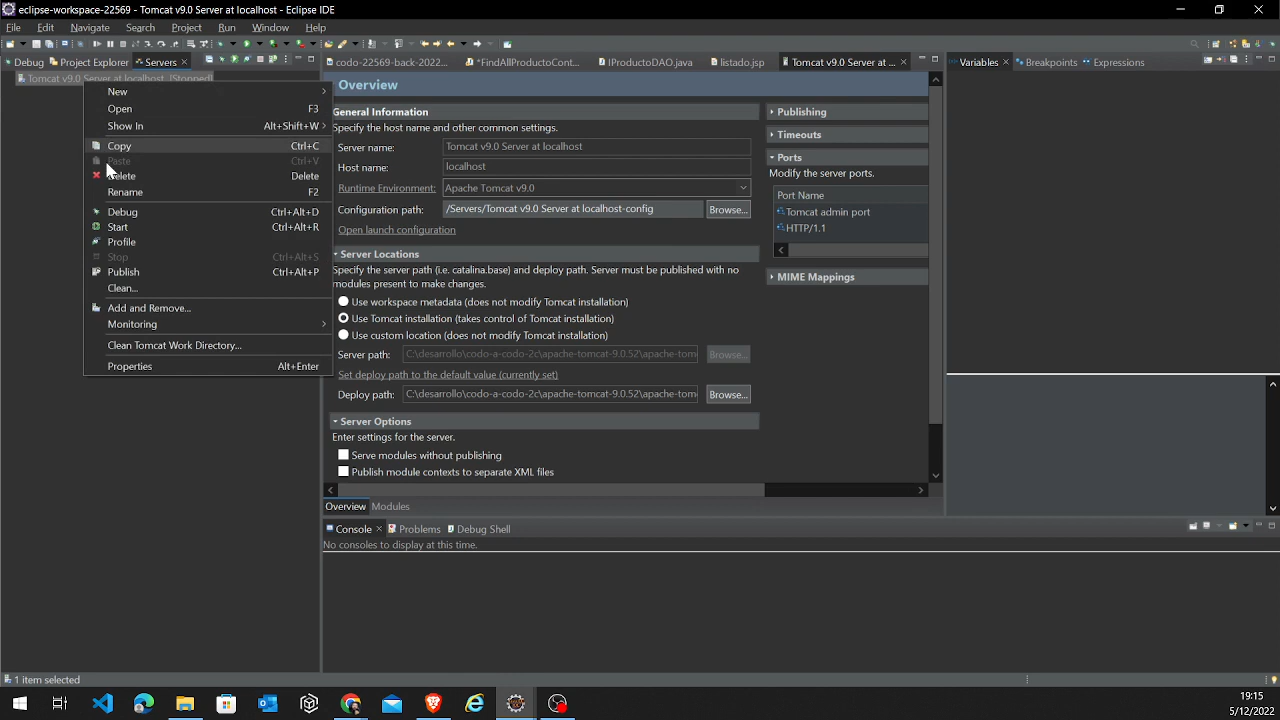 eclipse-workspace-22569 - Tomcat v9.0 Server at localhost - Eclipse IDE
File Edit Navigate Search Project Run Window Help
Debug Project Explorer Servers
codo-22569-back-2022... *FindAllProductoCont... IProductoDAO.java listado.jsp Tomcat v9.0 Server at ...
Variables Breakpoints Expressions
Tomcat v9.0 Server at localhost [Stopped]
New
Open F3
Show In Alt+Shift+W
Copy Ctrl+C
Paste Ctrl+V
Delete Delete
Rename F2
Debug Ctrl+Alt+D
Start Ctrl+Alt+R
Profile
Stop Ctrl+Alt+S
Publish Ctrl+Alt+P
Clean...
Add and Remove...
Monitoring
Clean Tomcat Work Directory...
Properties Alt+Enter
Overview
General Information
Specify the host name and other common settings.
Server name: Tomcat v9.0 Server at localhost
Host name: localhost
Runtime Environment: Apache Tomcat v9.0
Configuration path: /Servers/Tomcat v9.0 Server at localhost-config Browse...
Open launch configuration
Server Locations
Specify the server path (i.e. catalina.base) and deploy path. Server must be published with no
modules present to make changes.
Use workspace metadata (does not modify Tomcat installation)
Use Tomcat installation (takes control of Tomcat installation)
Use custom location (does not modify Tomcat installation)
Server path: C:\desarrollo\codo-a-codo-2c\apache-tomcat-9.0.52\apache-tom Browse...
Set deploy path to the default value (currently set)
Deploy path: C:\desarrollo\codo-a-codo-2c\apache-tomcat-9.0.52\apache-tom Browse...
Server Options
Enter settings for the server.
Serve modules without publishing
Publish module contexts to separate XML files
Publishing
Timeouts
Ports
Modify the server ports.
Port Name
Tomcat admin port
HTTP/1.1
MIME Mappings
Overview Modules
Console Problems Debug Shell
No consoles to display at this time.
1 item selected
19:15
5/12/2022